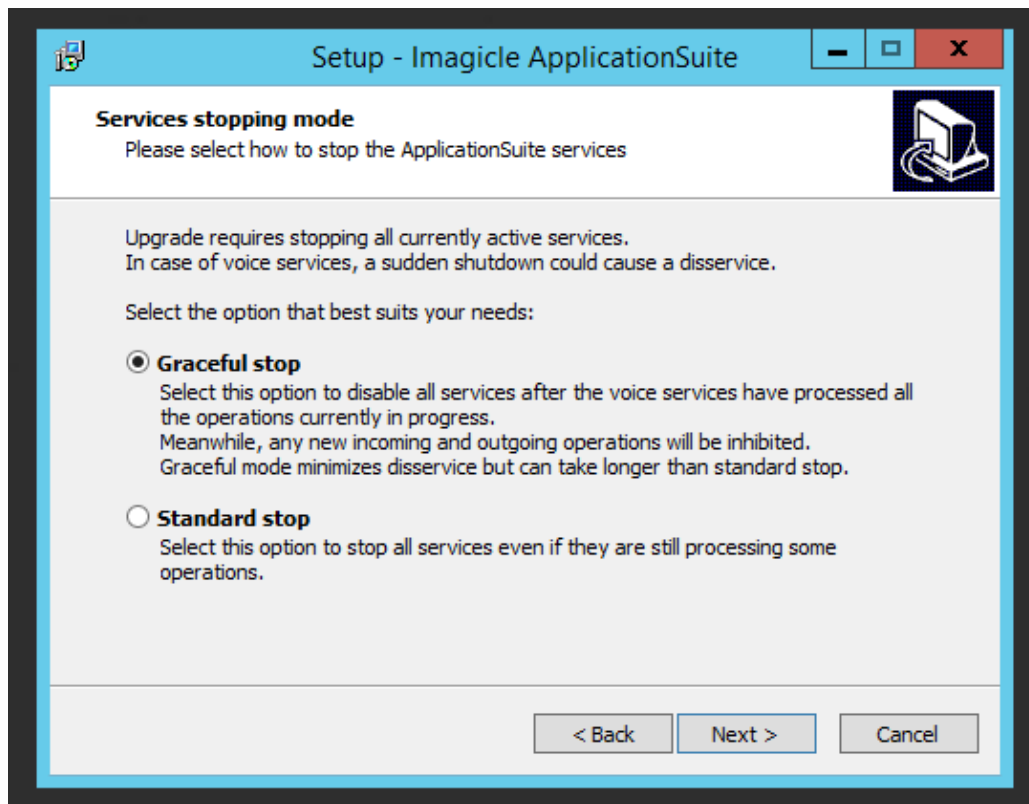 Setup - Imagicle ApplicationSuite
Services stopping mode
Please select how to stop the ApplicationSuite services
Upgrade requires stopping all currently active services.
In case of voice services, a sudden shutdown could cause a disservice.
Select the option that best suits your needs:
Graceful stop
Select this option to disable all services after the voice services have processed all
the operations currently in progress.
Meanwhile, any new incoming and outgoing operations will be inhibited.
Graceful mode minimizes disservice but can take longer than standard stop.
Standard stop
Select this option to stop all services even if they are still processing some
operations.
< Back
Next >
Cancel